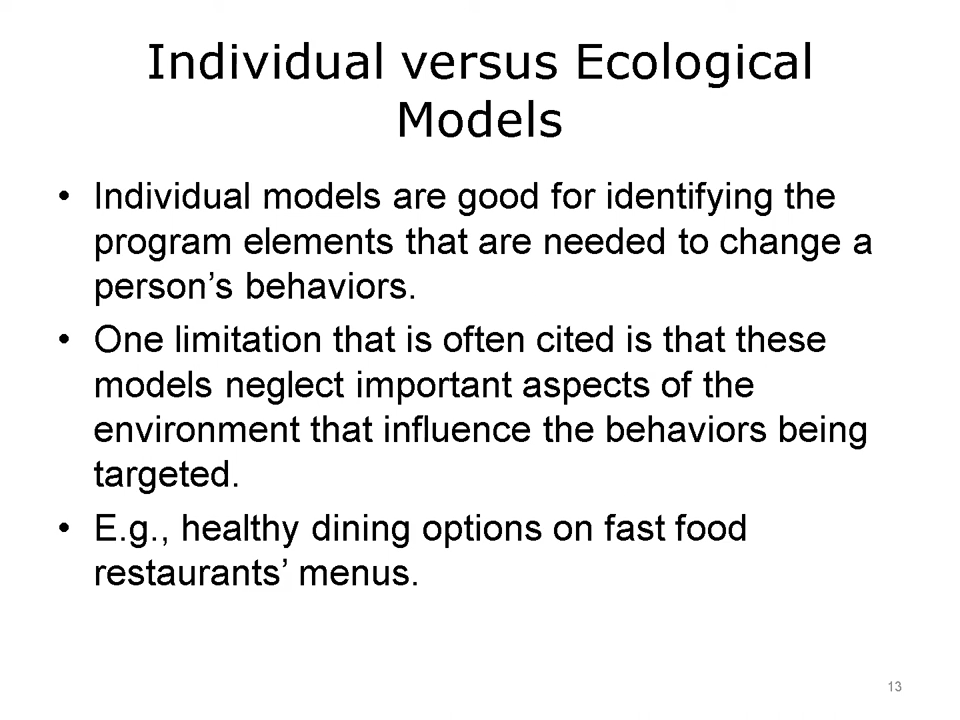 Individual versus Ecological
Models
• Individual models are good for identifying the
program elements that are needed to change a
person’s behaviors.
• One limitation that is often cited is that these
models neglect important aspects of the
environment that influence the behaviors being
targeted.
• E.g., healthy dining options on fast food
restaurants’ menus.
13